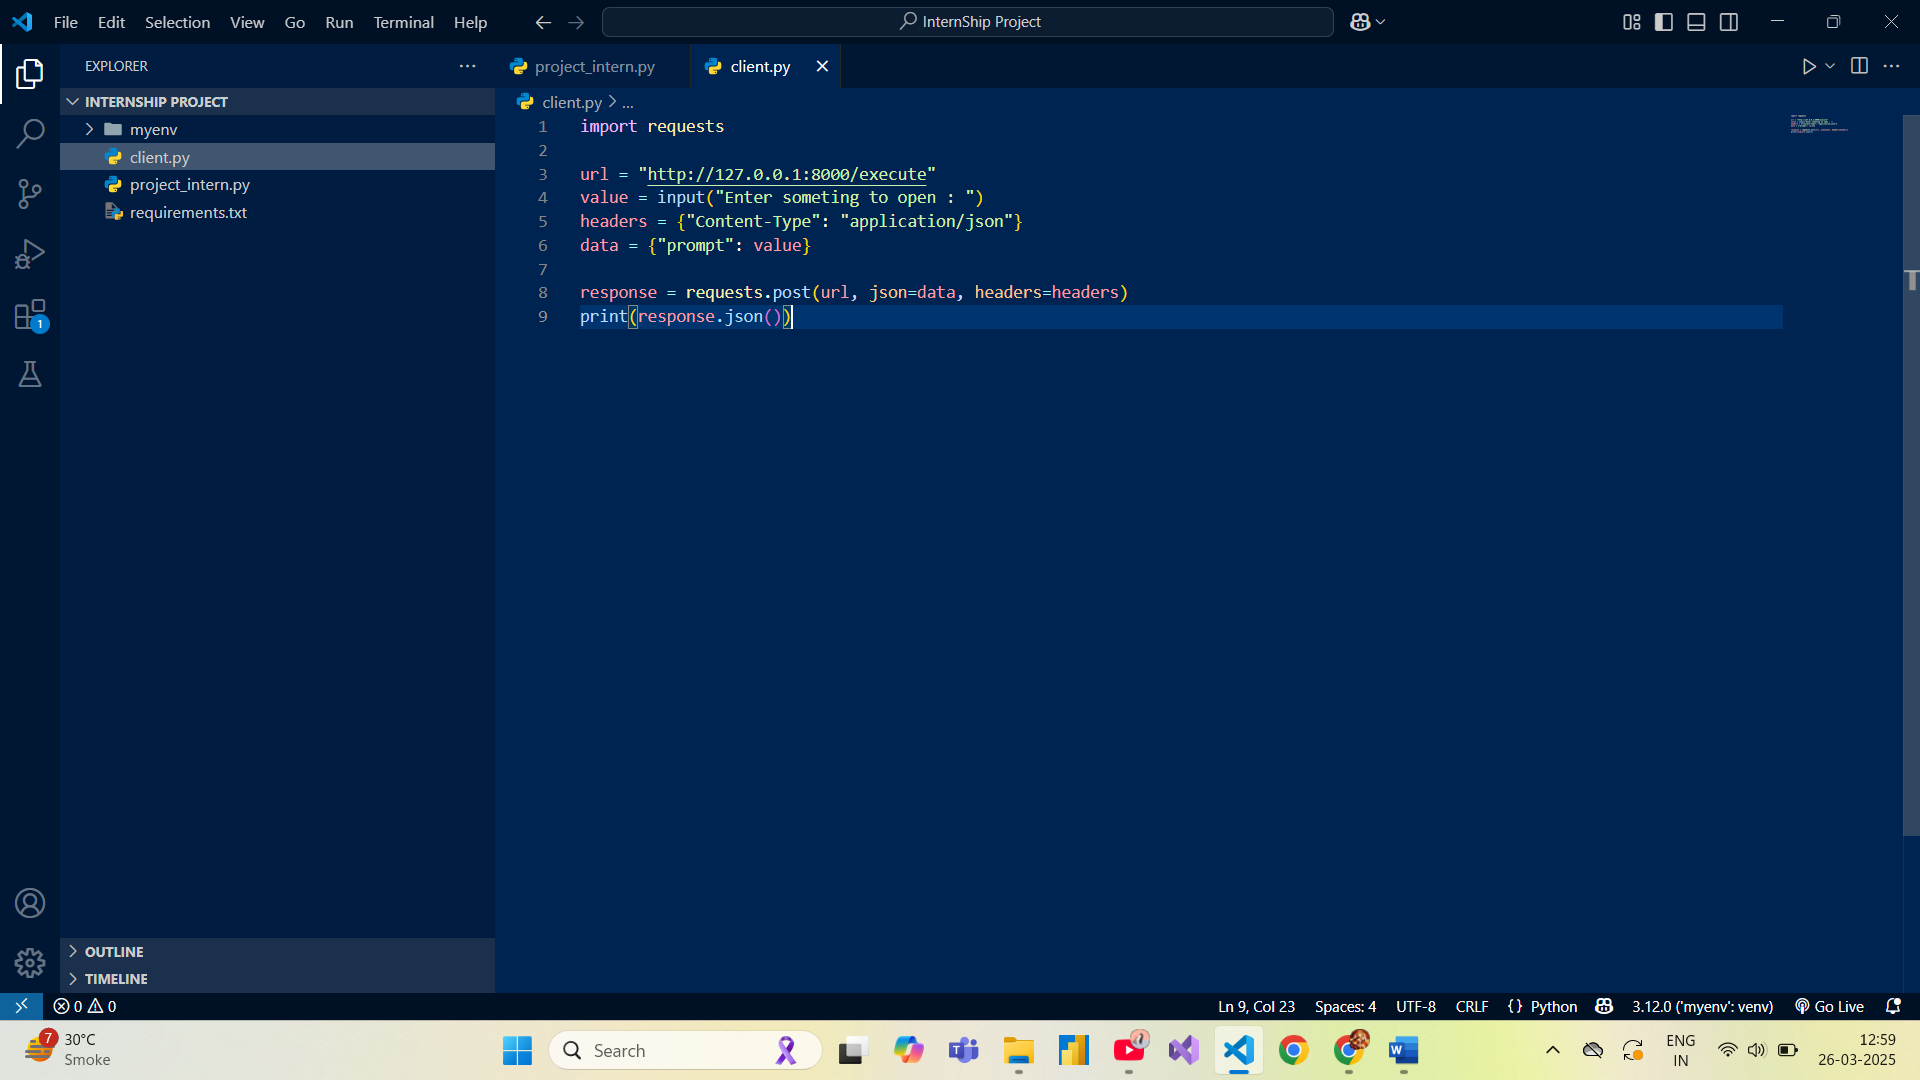 File Edit Selection View Go Run Terminal Help
InternShip Project
EXPLORER
INTERNSHIP PROJECT
myenv
client.py
project_intern.py
requirements.txt
1
OUTLINE
TIMELINE
project_intern.py
client.py
client.py > ...
1 import requests
2
3 url = "http://127.0.0.1:8000/execute"
4 value = input("Enter someting to open : ")
5 headers = {"Content-Type": "application/json"}
6 data = {"prompt": value}
7
8 response = requests.post(url, json=data, headers=headers)
9 print(response.json())
0 0
Ln 9, Col 23 Spaces: 4 UTF-8 CRLF {} Python 3.12.0 ('myenv': venv) Go Live
7
30°C
Smoke
Search
ENG
IN
12:59
26-03-2025